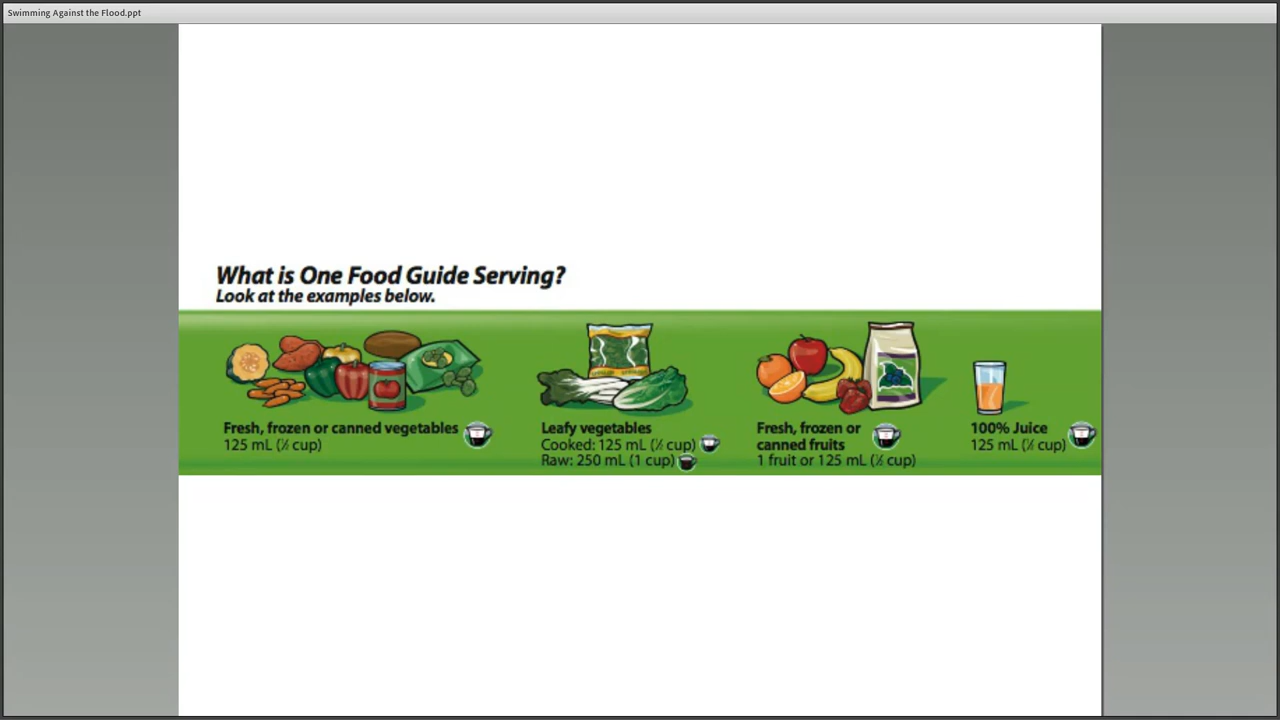 Swimming Against the Flood.ppt
What is One Food Guide Serving?
Look at the examples below.
Fresh, frozen or canned vegetables
125 mL (½ cup)
Leafy vegetables
Cooked: 125 mL (½ cup)
Raw: 250 mL (1 cup)
Fresh, frozen or
canned fruits
1 fruit or 125 mL (½ cup)
100% Juice
125 mL (½ cup)